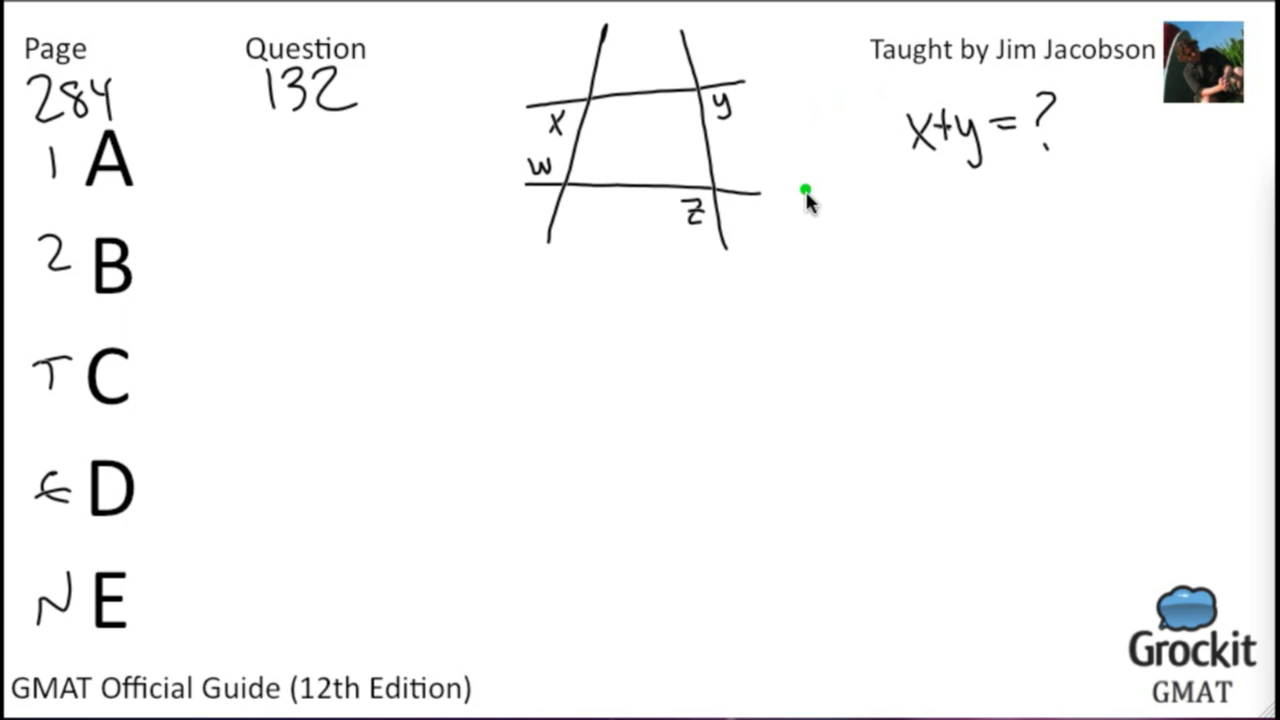 Page
Question
Taught by Jim Jacobson
284
132
x+y=?
x
y
w
z
1 A
2 B
T C
E D
N E
Grockit
GMAT
GMAT Official Guide (12th Edition)